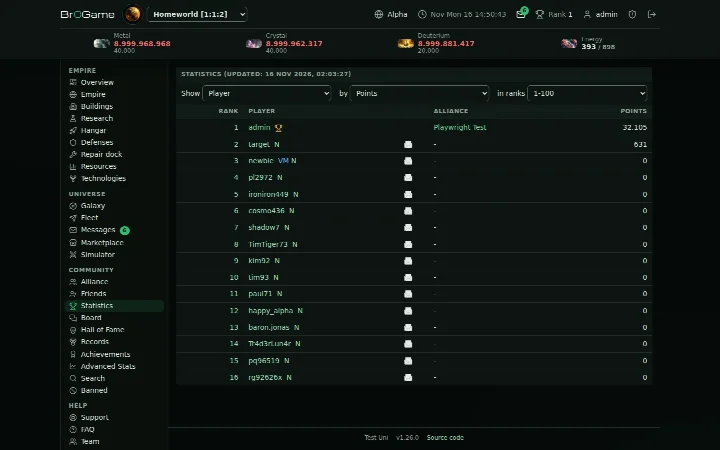 BrOGame
Homeworld [1:1:2]
Alpha
Nov Mon 16 14:50:43
6
Rank 1
admin
Metal
8.999.968.968
40.000
Crystal
8.999.962.317
40.000
Deuterium
8.999.881.417
20.000
Energy
393 / 898
EMPIRE
Overview
Empire
Buildings
Research
Hangar
Defenses
Repair dock
Resources
Technologies
UNIVERSE
Galaxy
Fleet
Messages 6
Marketplace
Simulator
COMMUNITY
Alliance
Friends
Statistics
Board
Hall of Fame
Records
Achievements
Advanced Stats
Search
Banned
HELP
Support
FAQ
Team
STATISTICS (UPDATED: 16 NOV 2026, 02:03:27)
Show Player by Points in ranks 1-100
RANK PLAYER ALLIANCE POINTS
1 admin Playwright Test 32.105
2 target N - 631
3 newbie VM N - 0
4 pl2972 N - 0
5 ironiron449 N - 0
6 cosmo436 N - 0
7 shadow7 N - 0
8 TimTiger73 N - 0
9 kim92 N - 0
10 tim93 N - 0
11 paul71 N - 0
12 happy_alpha N - 0
13 baron.jonas N - 0
14 Tr4d3rLun4r N - 0
15 pq96519 N - 0
16 rg92626x N - 0
Test Uni v1.26.0 Source code